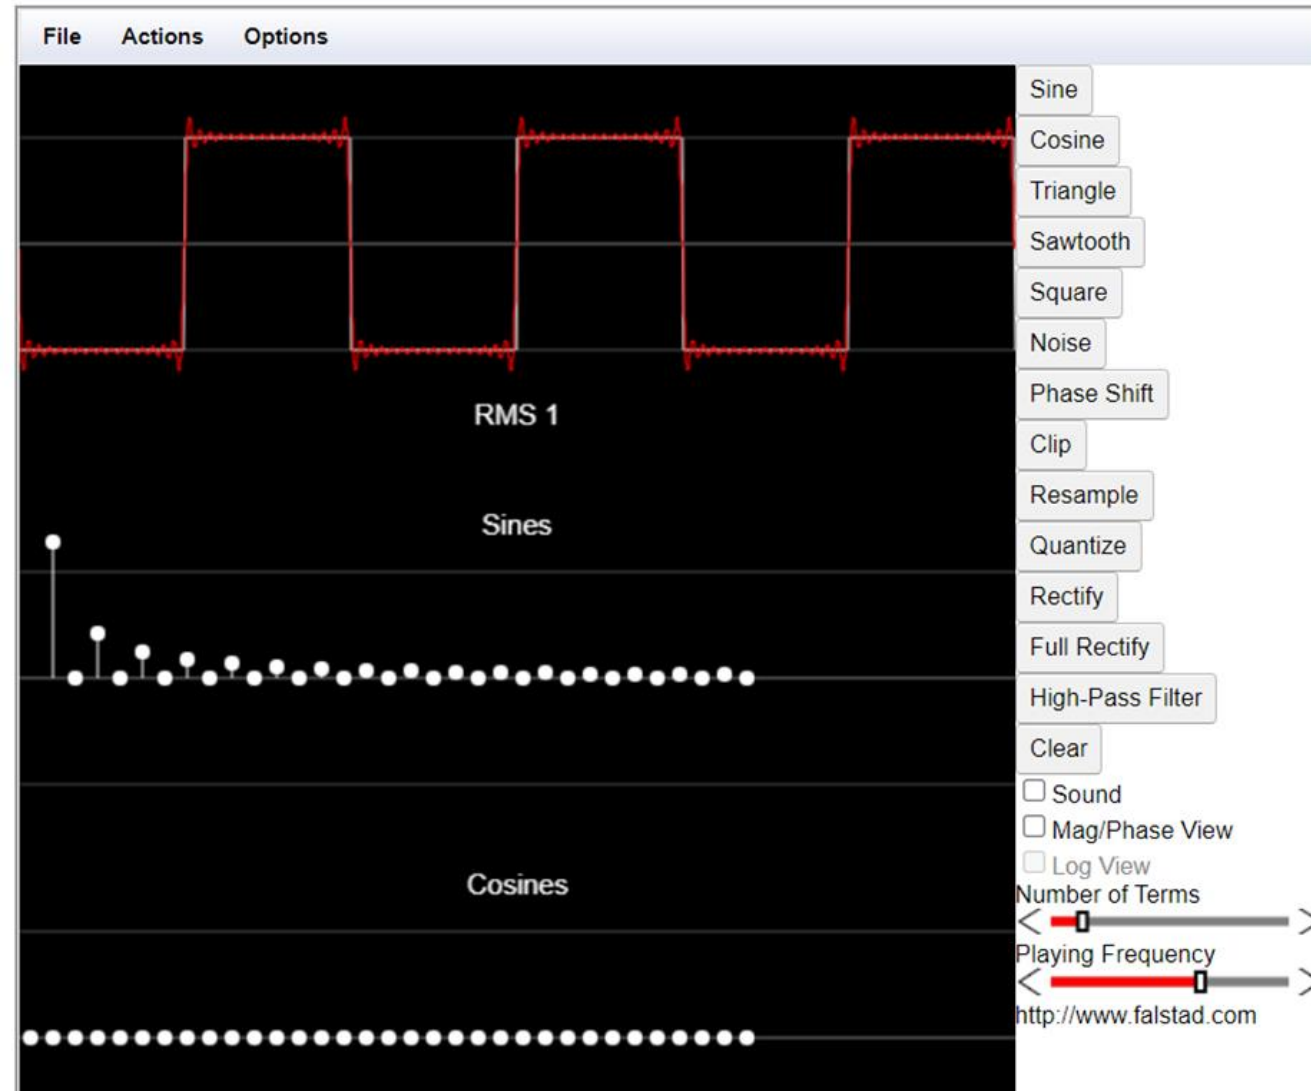 File Actions Options
Sine
Cosine
Triangle
Sawtooth
Square
Noise
Phase Shift
Clip
Resample
Quantize
Rectify
Full Rectify
High-Pass Filter
Clear
Sound
Mag/Phase View
Log View
Number of Terms
Playing Frequency
http://www.falstad.com
RMS 1
Sines
Cosines